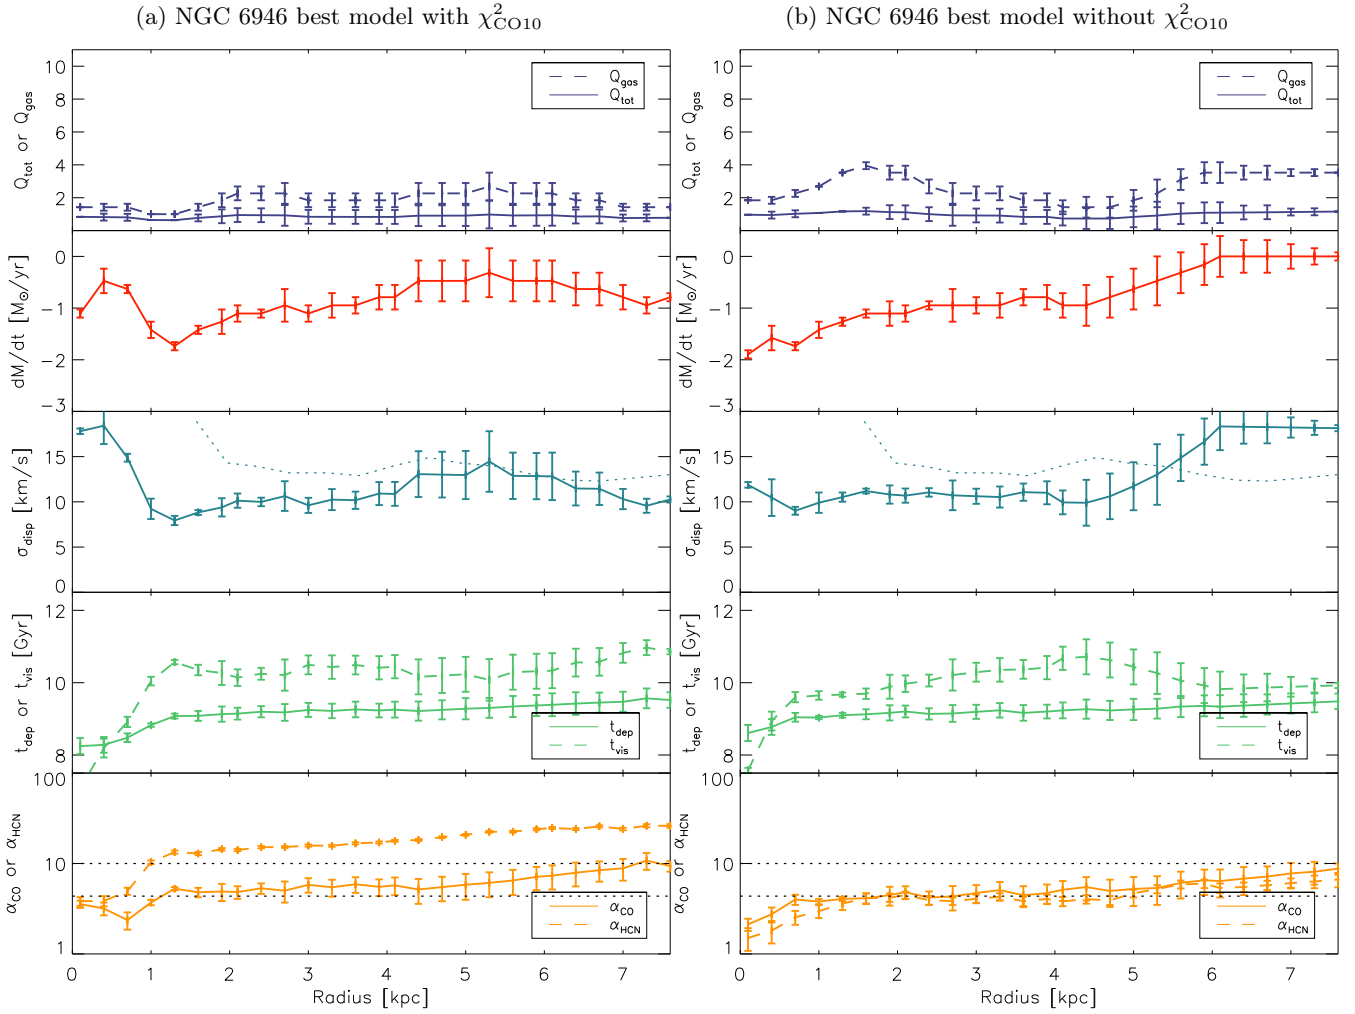 (a) NGC 6946 best model with χ²CO10
10
8
6
4
2
Qtot or Qgas
Qgas
Qtot
0
−1
−2
−3
dM/dt [M⊙/yr]
15
10
5
0
σdisp [km/s]
12
10
8
tdep or tvis [Gyr]
tdep
tvis
100
10
1
αCO or αHCN
αCO
αHCN
0 1 2 3 4 5 6 7
Radius [kpc]
(b) NGC 6946 best model without χ²CO10
10
8
6
4
2
Qtot or Qgas
Qgas
Qtot
0
−1
−2
−3
dM/dt [M⊙/yr]
15
10
5
0
σdisp [km/s]
12
10
8
tdep or tvis [Gyr]
tdep
tvis
100
10
1
αCO or αHCN
αCO
αHCN
0 1 2 3 4 5 6 7
Radius [kpc]